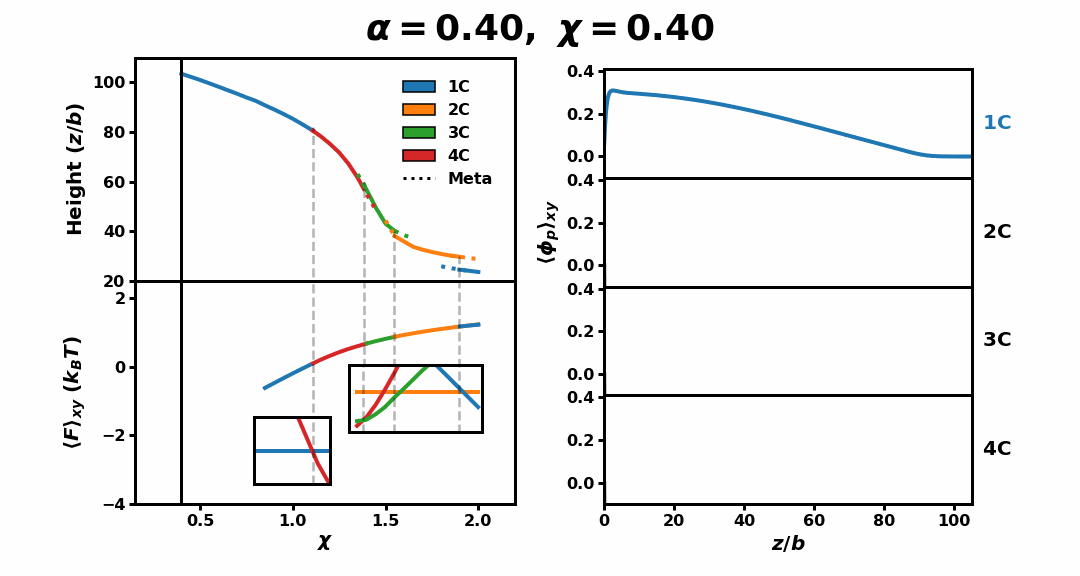 α = 0.40, χ = 0.40
Height (z/b)
100
80
60
40
20
1C
2C
3C
4C
Meta
⟨F⟩xy (kBT)
2
0
−2
−4
0.5
1.0
1.5
2.0
χ
⟨ϕp⟩xy
0.4
0.2
0.0
1C
0.4
0.2
0.0
2C
0.4
0.2
0.0
3C
0.4
0.2
0.0
4C
0
20
40
60
80
100
z/b